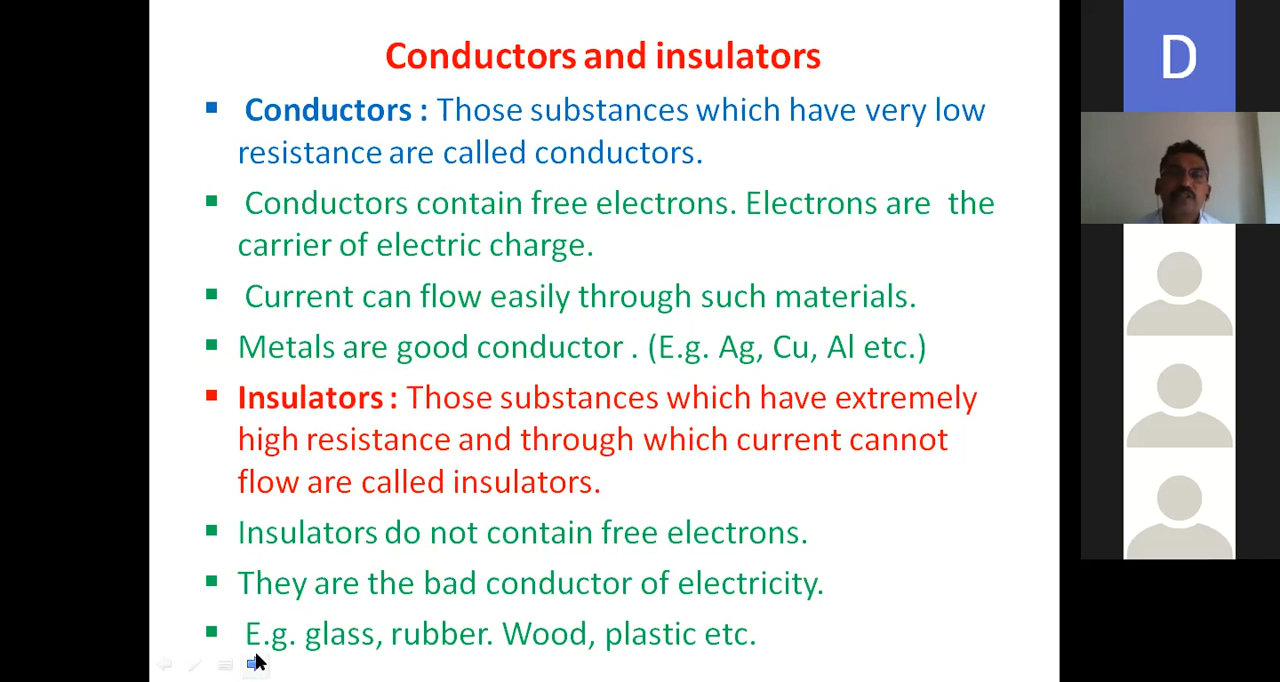 Conductors and insulators
Conductors : Those substances which have very low
resistance are called conductors.
Conductors contain free electrons. Electrons are the
carrier of electric charge.
Current can flow easily through such materials.
Metals are good conductor . (E.g. Ag, Cu, Al etc.)
Insulators : Those substances which have extremely
high resistance and through which current cannot
flow are called insulators.
Insulators do not contain free electrons.
They are the bad conductor of electricity.
E.g. glass, rubber. Wood, plastic etc.
D